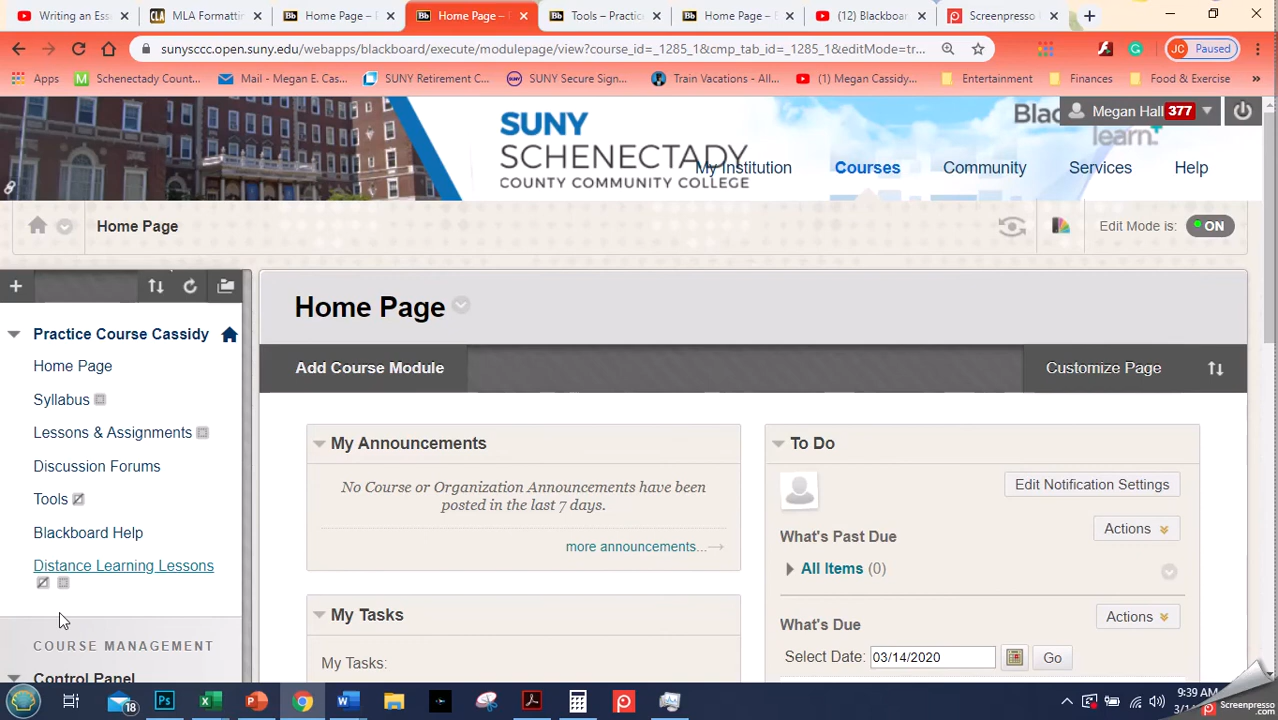 Writing an Ess
MLA Formattin
Home Page –
Home Page –
Tools – Practic
Home Page – E
(12) Blackboar
Screenpresso
sunysccc.open.suny.edu/webapps/blackboard/execute/modulepage/view?course_id=_1285_1&cmp_tab_id=_1285_1&editMode=tr...
JC Paused
Apps
Schenectady Count...
Mail - Megan E. Cas...
SUNY Retirement C...
SUNY Secure Sign...
Train Vacations - All...
(1) Megan Cassidy...
Entertainment
Finances
Food & Exercise
»
SUNY
SCHENECTADY
COUNTY COMMUNITY COLLEGE
Megan Hall 377
learn
My Institution
Courses
Community
Services
Help
Home Page
Edit Mode is: ON
Practice Course Cassidy
Home Page
Syllabus
Lessons & Assignments
Discussion Forums
Tools
Blackboard Help
Distance Learning Lessons
COURSE MANAGEMENT
Control Panel
Home Page
Add Course Module
Customize Page
My Announcements
No Course or Organization Announcements have been
posted in the last 7 days.
more announcements...
My Tasks
My Tasks:
To Do
Edit Notification Settings
What's Past Due
Actions
All Items (0)
What's Due
Actions
Select Date: 03/14/2020 Go
18
9:39 AM
Screenpresso.com